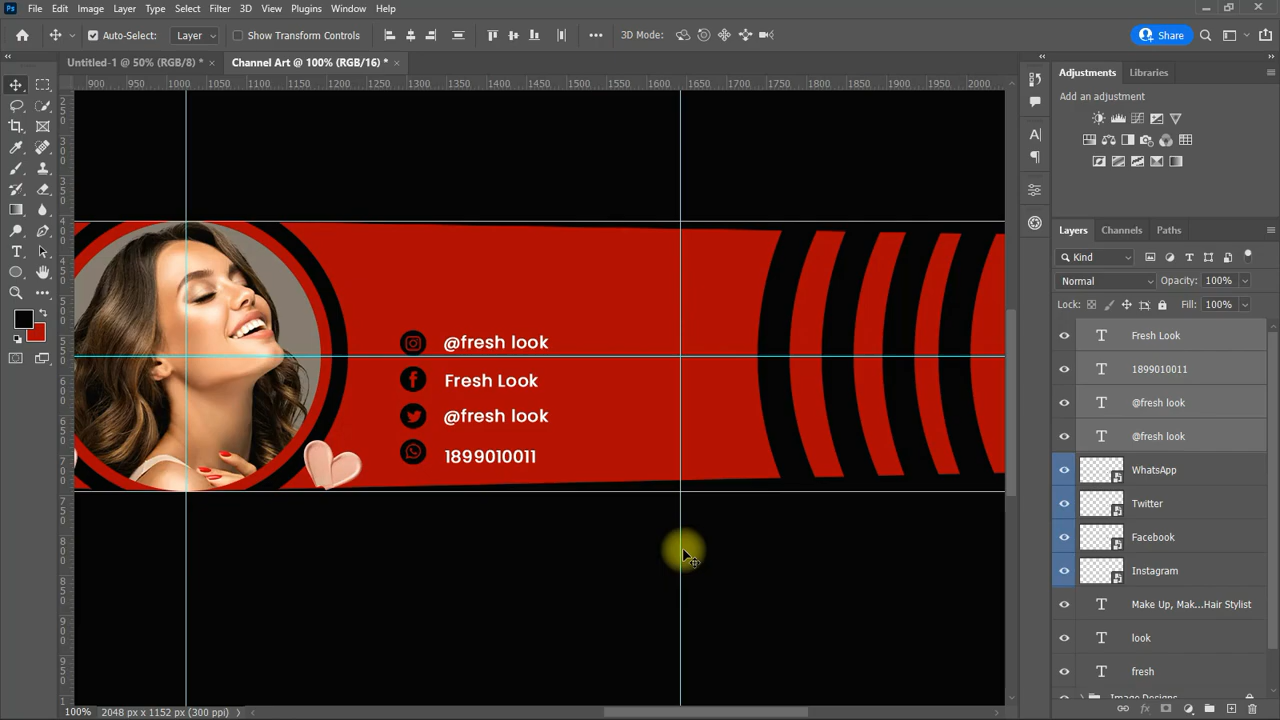 Ps File Edit Image Layer Type Select Filter 3D View Plugins Window Help
Auto-Select: Layer Show Transform Controls 3D Mode: Share
Untitled-1 @ 50% (RGB/8) * × Channel Art @ 100% (RGB/16) * ×
900 950 1000 1050 1100 1150 1200 1250 1300 1350 1400 1450 1500 1550 1600 1650 1700 1750 1800 1850 1900 1950 2000
Adjustments Libraries
Add an adjustment
Layers Channels Paths
Kind
Normal Opacity: 100%
Lock: Fill: 100%
@fresh look
Fresh Look
@fresh look
1899010011
Fresh Look
1899010011
@fresh look
@fresh look
WhatsApp
Twitter
Facebook
Instagram
Make Up, Mak...Hair Stylist
look
fresh
Image Designs
100% 2048 px x 1152 px (300 ppi)